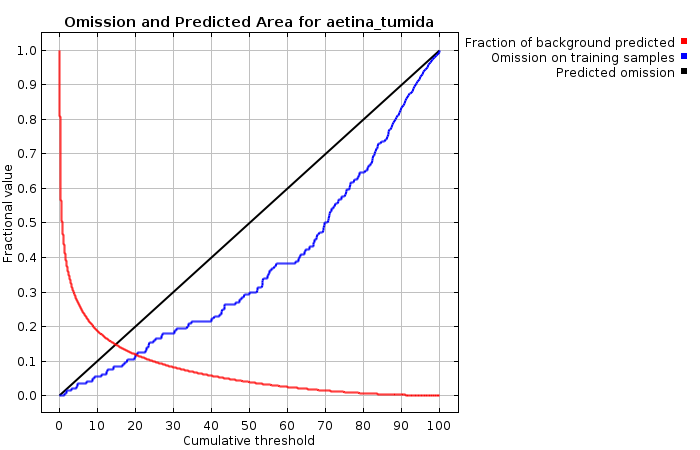 Omission and Predicted Area for aetina_tumida
Fraction of background predicted
Omission on training samples
Predicted omission
Fractional value
1.0
0.9
0.8
0.7
0.6
0.5
0.4
0.3
0.2
0.1
0.0
0 10 20 30 40 50 60 70 80 90 100
Cumulative threshold